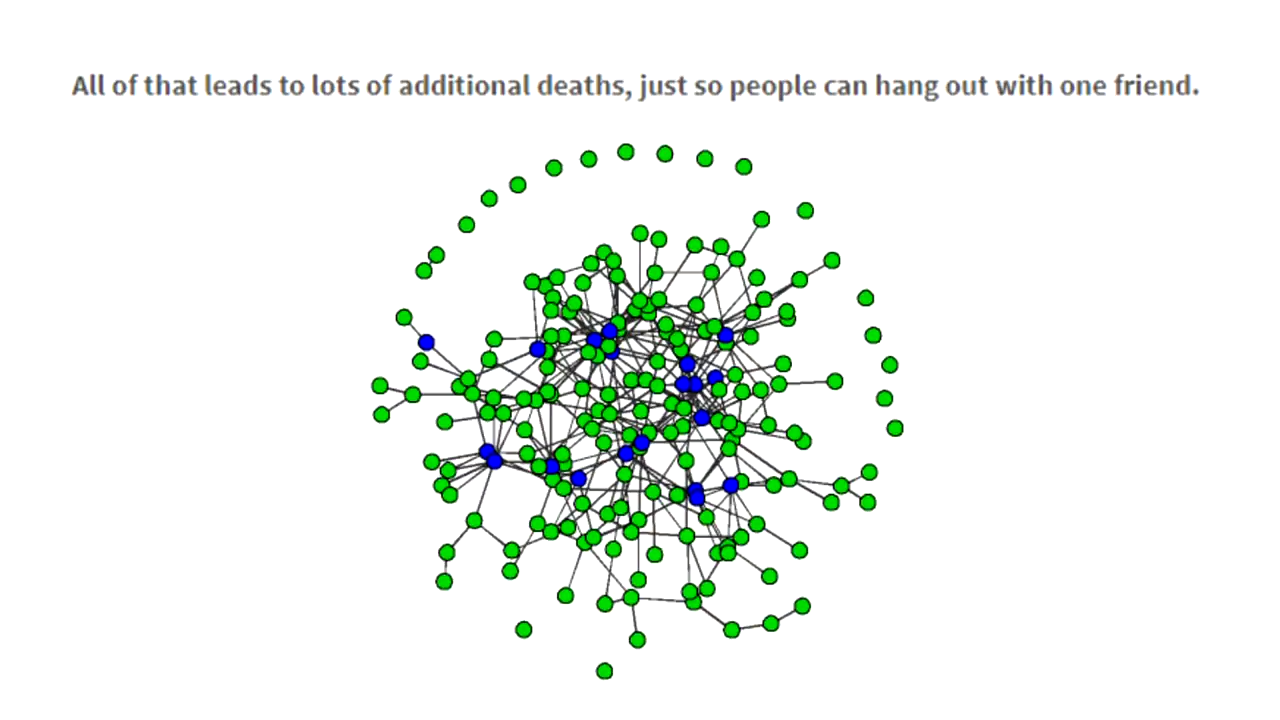 All of that leads to lots of additional deaths, just so people can hang out with one friend.